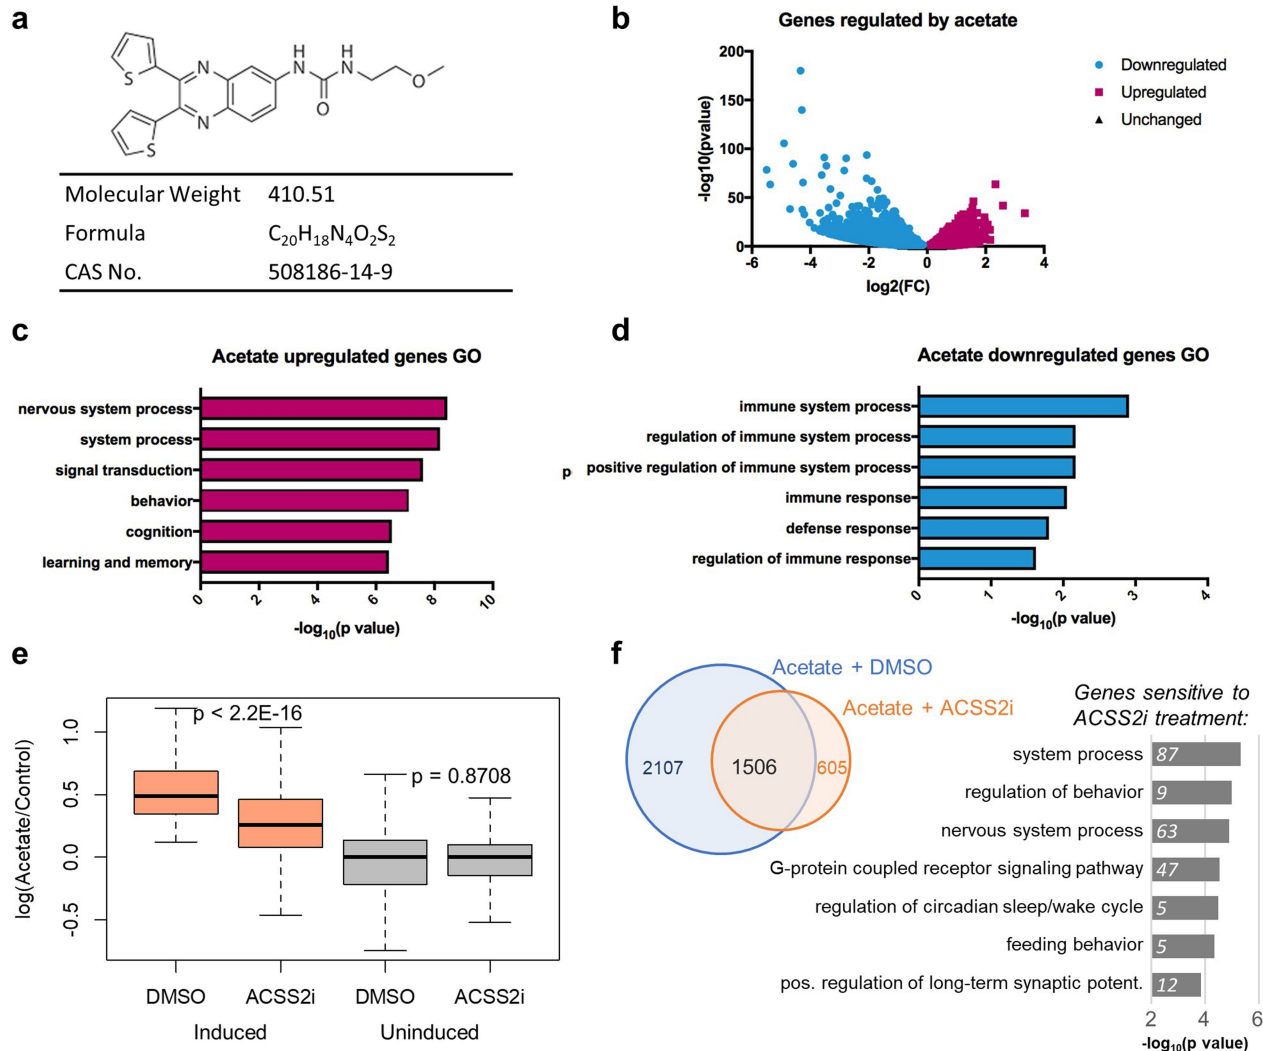 a
S
N
N
S
H
N
H
N
O
O
Molecular Weight 410.51
Formula C₂₀H₁₈N₄O₂S₂
CAS No. 508186-14-9
b
Genes regulated by acetate
-log10(pvalue)
200
150
100
50
0
-6 -4 -2 0 2 4
log2(FC)
Downregulated
Upregulated
Unchanged
c
Acetate upregulated genes GO
nervous system process
system process
signal transduction
behavior
cognition
learning and memory
0 2 4 6 8 10
-log₁₀(p value)
d
Acetate downregulated genes GO
immune system process
regulation of immune system process
p positive regulation of immune system process
immune response
defense response
regulation of immune response
0 1 2 3 4
-log₁₀(p value)
e
log(Acetate/Control)
1.0
0.5
0.0
-0.5
p < 2.2E-16
p = 0.8708
DMSO ACSS2i DMSO ACSS2i
Induced Uninduced
f
Acetate + DMSO
Acetate + ACSS2i
2107 1506 605
Genes sensitive to
ACSS2i treatment:
system process 87
regulation of behavior 9
nervous system process 63
G-protein coupled receptor signaling pathway 47
regulation of circadian sleep/wake cycle 5
feeding behavior 5
pos. regulation of long-term synaptic potent. 12
2 4 6
-log₁₀(p value)